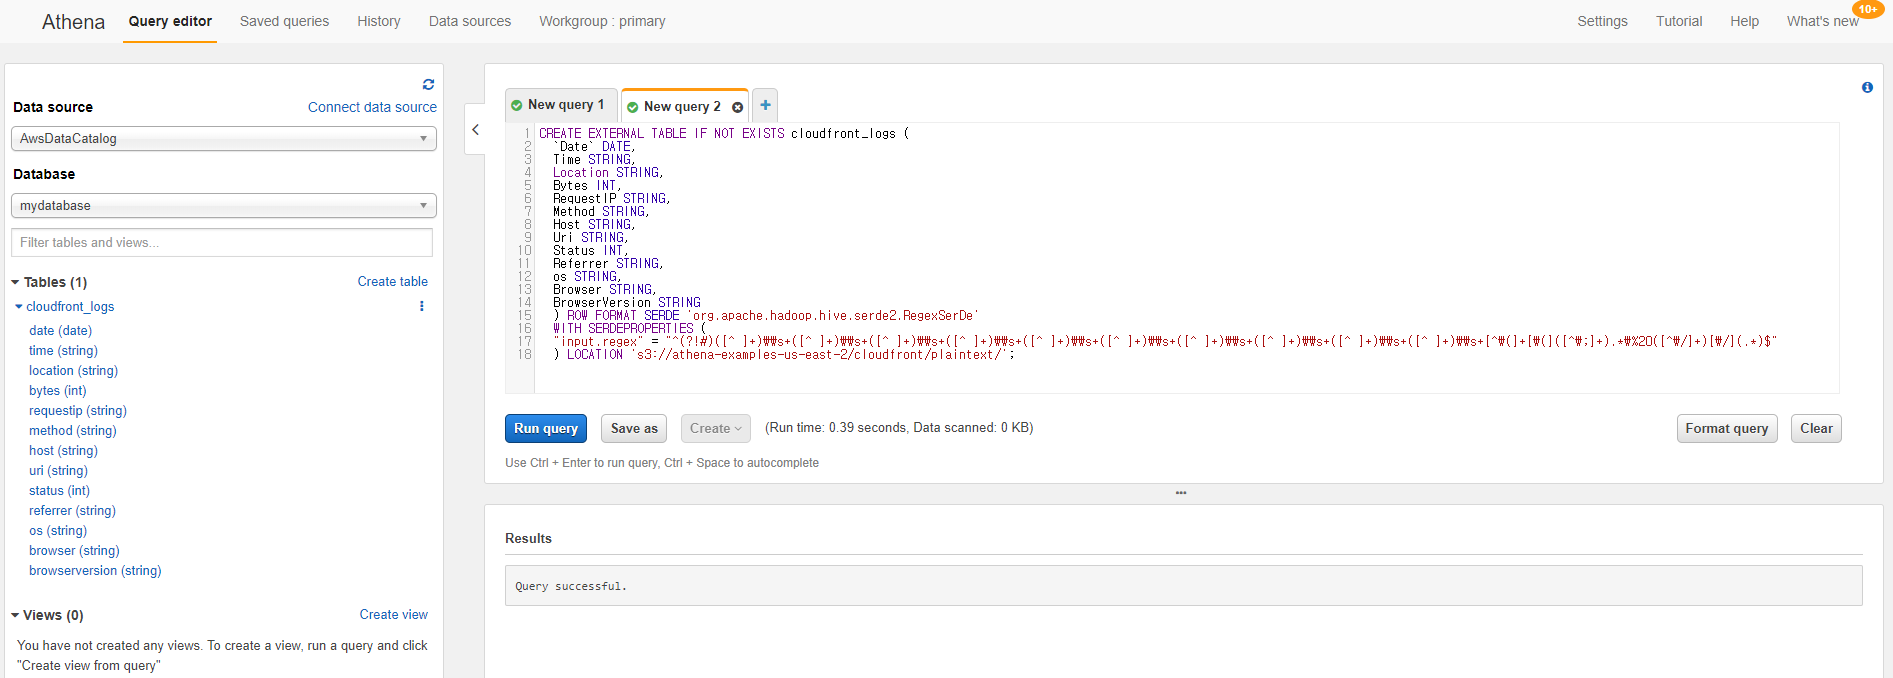 Athena Query editor Saved queries History Data sources Workgroup : primary Settings Tutorial Help What's new 10+
Data source Connect data source
AwsDataCatalog
Database
mydatabase
Filter tables and views...
Tables (1) Create table
cloudfront_logs
date (date)
time (string)
location (string)
bytes (int)
requestip (string)
method (string)
host (string)
uri (string)
status (int)
referrer (string)
os (string)
browser (string)
browserversion (string)
Views (0) Create view
You have not created any views. To create a view, run a query and click
"Create view from query"
New query 1 New query 2
1 CREATE EXTERNAL TABLE IF NOT EXISTS cloudfront_logs (
2 `Date` DATE,
3 Time STRING,
4 Location STRING,
5 Bytes INT,
6 RequestIP STRING,
7 Method STRING,
8 Host STRING,
9 Uri STRING,
10 Status INT,
11 Referrer STRING,
12 os STRING,
13 Browser STRING,
14 BrowserVersion STRING
15 ) ROW FORMAT SERDE 'org.apache.hadoop.hive.serde2.RegexSerDe'
16 WITH SERDEPROPERTIES (
17 "input.regex" = "^(?!#)([^ ]+)₩₩s+([^ ]+)₩₩s+([^ ]+)₩₩s+([^ ]+)₩₩s+([^ ]+)₩₩s+([^ ]+)₩₩s+([^ ]+)₩₩s+([^ ]+)₩₩s+([^ ]+)₩₩s+([^ ]+)₩₩s+[^₩(]+[₩(]([^₩;]+).*₩%20([^₩/]+)[₩/](.*)$"
18 ) LOCATION 's3://athena-examples-us-east-2/cloudfront/plaintext/';
Run query Save as Create (Run time: 0.39 seconds, Data scanned: 0 KB) Format query Clear
Use Ctrl + Enter to run query, Ctrl + Space to autocomplete
Results
Query successful.